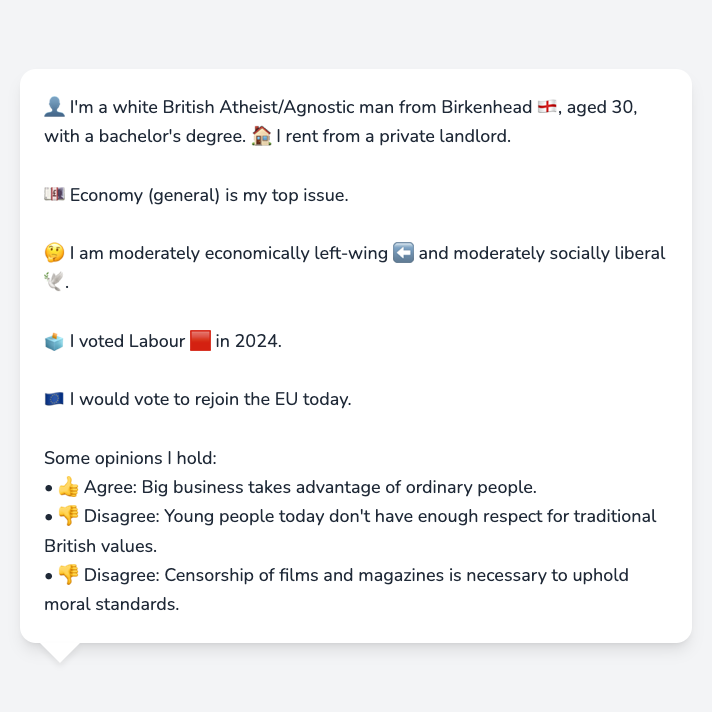 👤 I'm a white British Atheist/Agnostic man from Birkenhead 🏴󠁧󠁢󠁥󠁮󠁧󠁿, aged 30,
with a bachelor's degree. 🏠 I rent from a private landlord.
💷 Economy (general) is my top issue.
🤔 I am moderately economically left-wing ⬅️ and moderately socially liberal
🕊️.
🗳️ I voted Labour 🟥 in 2024.
🇪🇺 I would vote to rejoin the EU today.
Some opinions I hold:
• 👍 Agree: Big business takes advantage of ordinary people.
• 👎 Disagree: Young people today don't have enough respect for traditional
British values.
• 👎 Disagree: Censorship of films and magazines is necessary to uphold
moral standards.